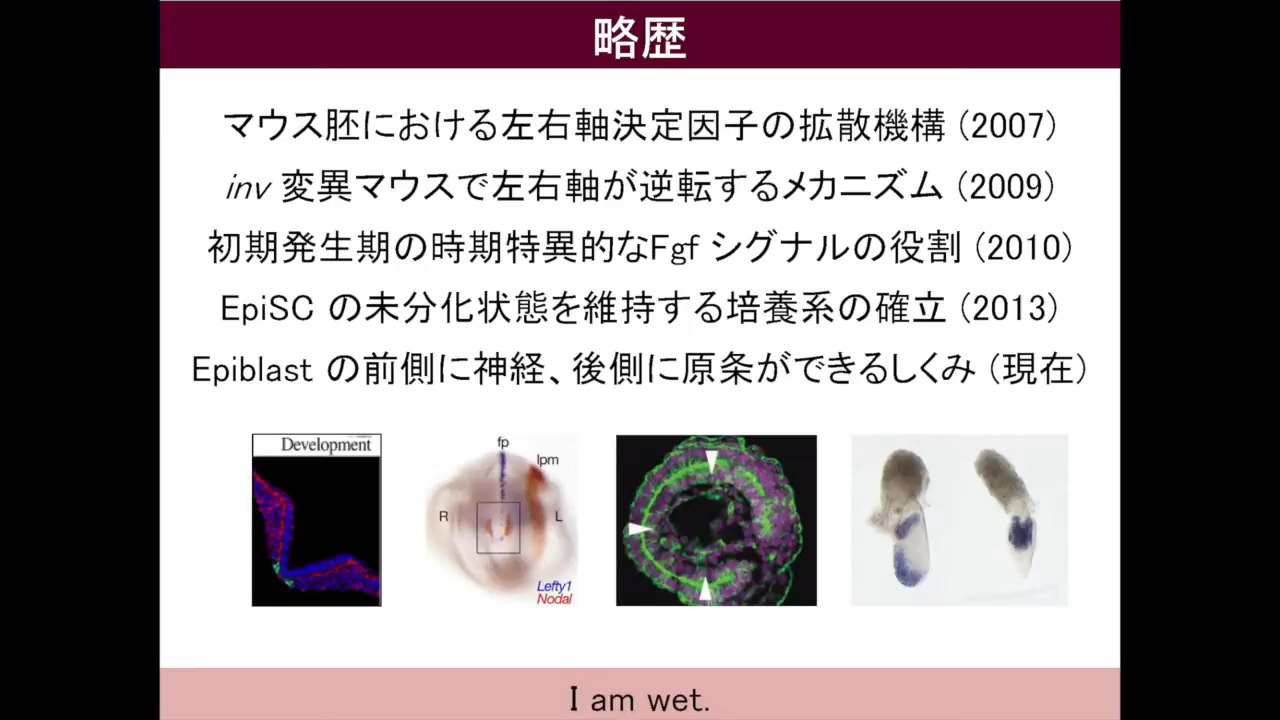 略歴
マウス胚における左右軸決定因子の拡散機構 (2007)
inv 変異マウスで左右軸が逆転するメカニズム (2009)
初期発生期の時期特異的なFgf シグナルの役割 (2010)
EpiSC の未分化状態を維持する培養系の確立 (2013)
Epiblast の前側に神経、後側に原条ができるしくみ (現在)
Development
fp
lpm
R
L
Lefty1
Nodal
I am wet.